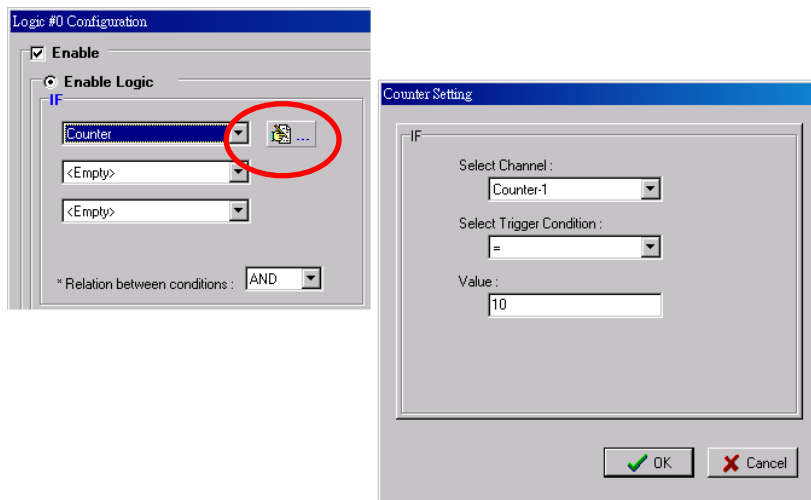 Logic #0 Configuration
Enable
Enable Logic
IF
Counter
...
<Empty>
<Empty>
* Relation between conditions : AND
Counter Setting
IF
Select Channel :
Counter-1
Select Trigger Condition :
=
Value :
10
OK
Cancel